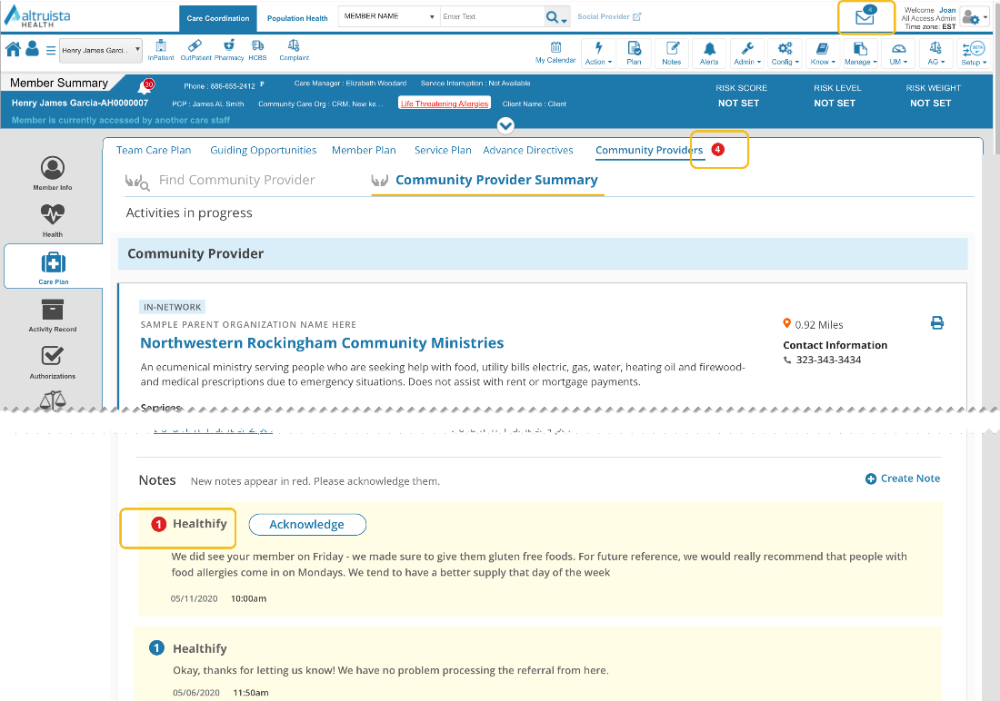 altruista
HEALTH
Care Coordination
Population Health
MEMBER NAME
Enter Text
Social Provider
4
Welcome Joan
All Access Admin
Time zone: EST
Henry James Garci...
InPatient
OutPatient
Pharmacy
HCBS
Complaint
My Calendar
Action
Plan
Notes
Alerts
Admin
Config
Know
Manage
UM
AG
BETA
Setup
Member Summary
30
Phone : 886-655-2412 P
Care Manager : Elizabeth Woodard
Service Interruption : Not Available
RISK SCORE
RISK LEVEL
RISK WEIGHT
Henry James Garcia-AH0000007
PCP : James AL Smith
Community Care Org : CRM, New ke...
Life Threatening Allergies
Client Name : Client
NOT SET
NOT SET
NOT SET
Member is currently accessed by another care staff
Team Care Plan
Guiding Opportunities
Member Plan
Service Plan
Advance Directives
Community Providers
4
Member Info
Health
Care Plan
Activity Record
Authorizations
Find Community Provider
Community Provider Summary
Activities in progress
Community Provider
IN-NETWORK
SAMPLE PARENT ORGANIZATION NAME HERE
Northwestern Rockingham Community Ministries
An ecumenical ministry serving people who are seeking help with food, utility bills electric, gas, water, heating oil and firewood-
and medical prescriptions due to emergency situations. Does not assist with rent or mortgage payments.
0.92 Miles
Contact Information
323-343-3434
Services
Notes
New notes appear in red. Please acknowledge them.
Create Note
1
Healthify
Acknowledge
We did see your member on Friday - we made sure to give them gluten free foods. For future reference, we would really recommend that people with
food allergies come in on Mondays. We tend to have a better supply that day of the week
05/11/2020 10:00am
1
Healthify
Okay, thanks for letting us know! We have no problem processing the referral from here.
05/06/2020 11:50am